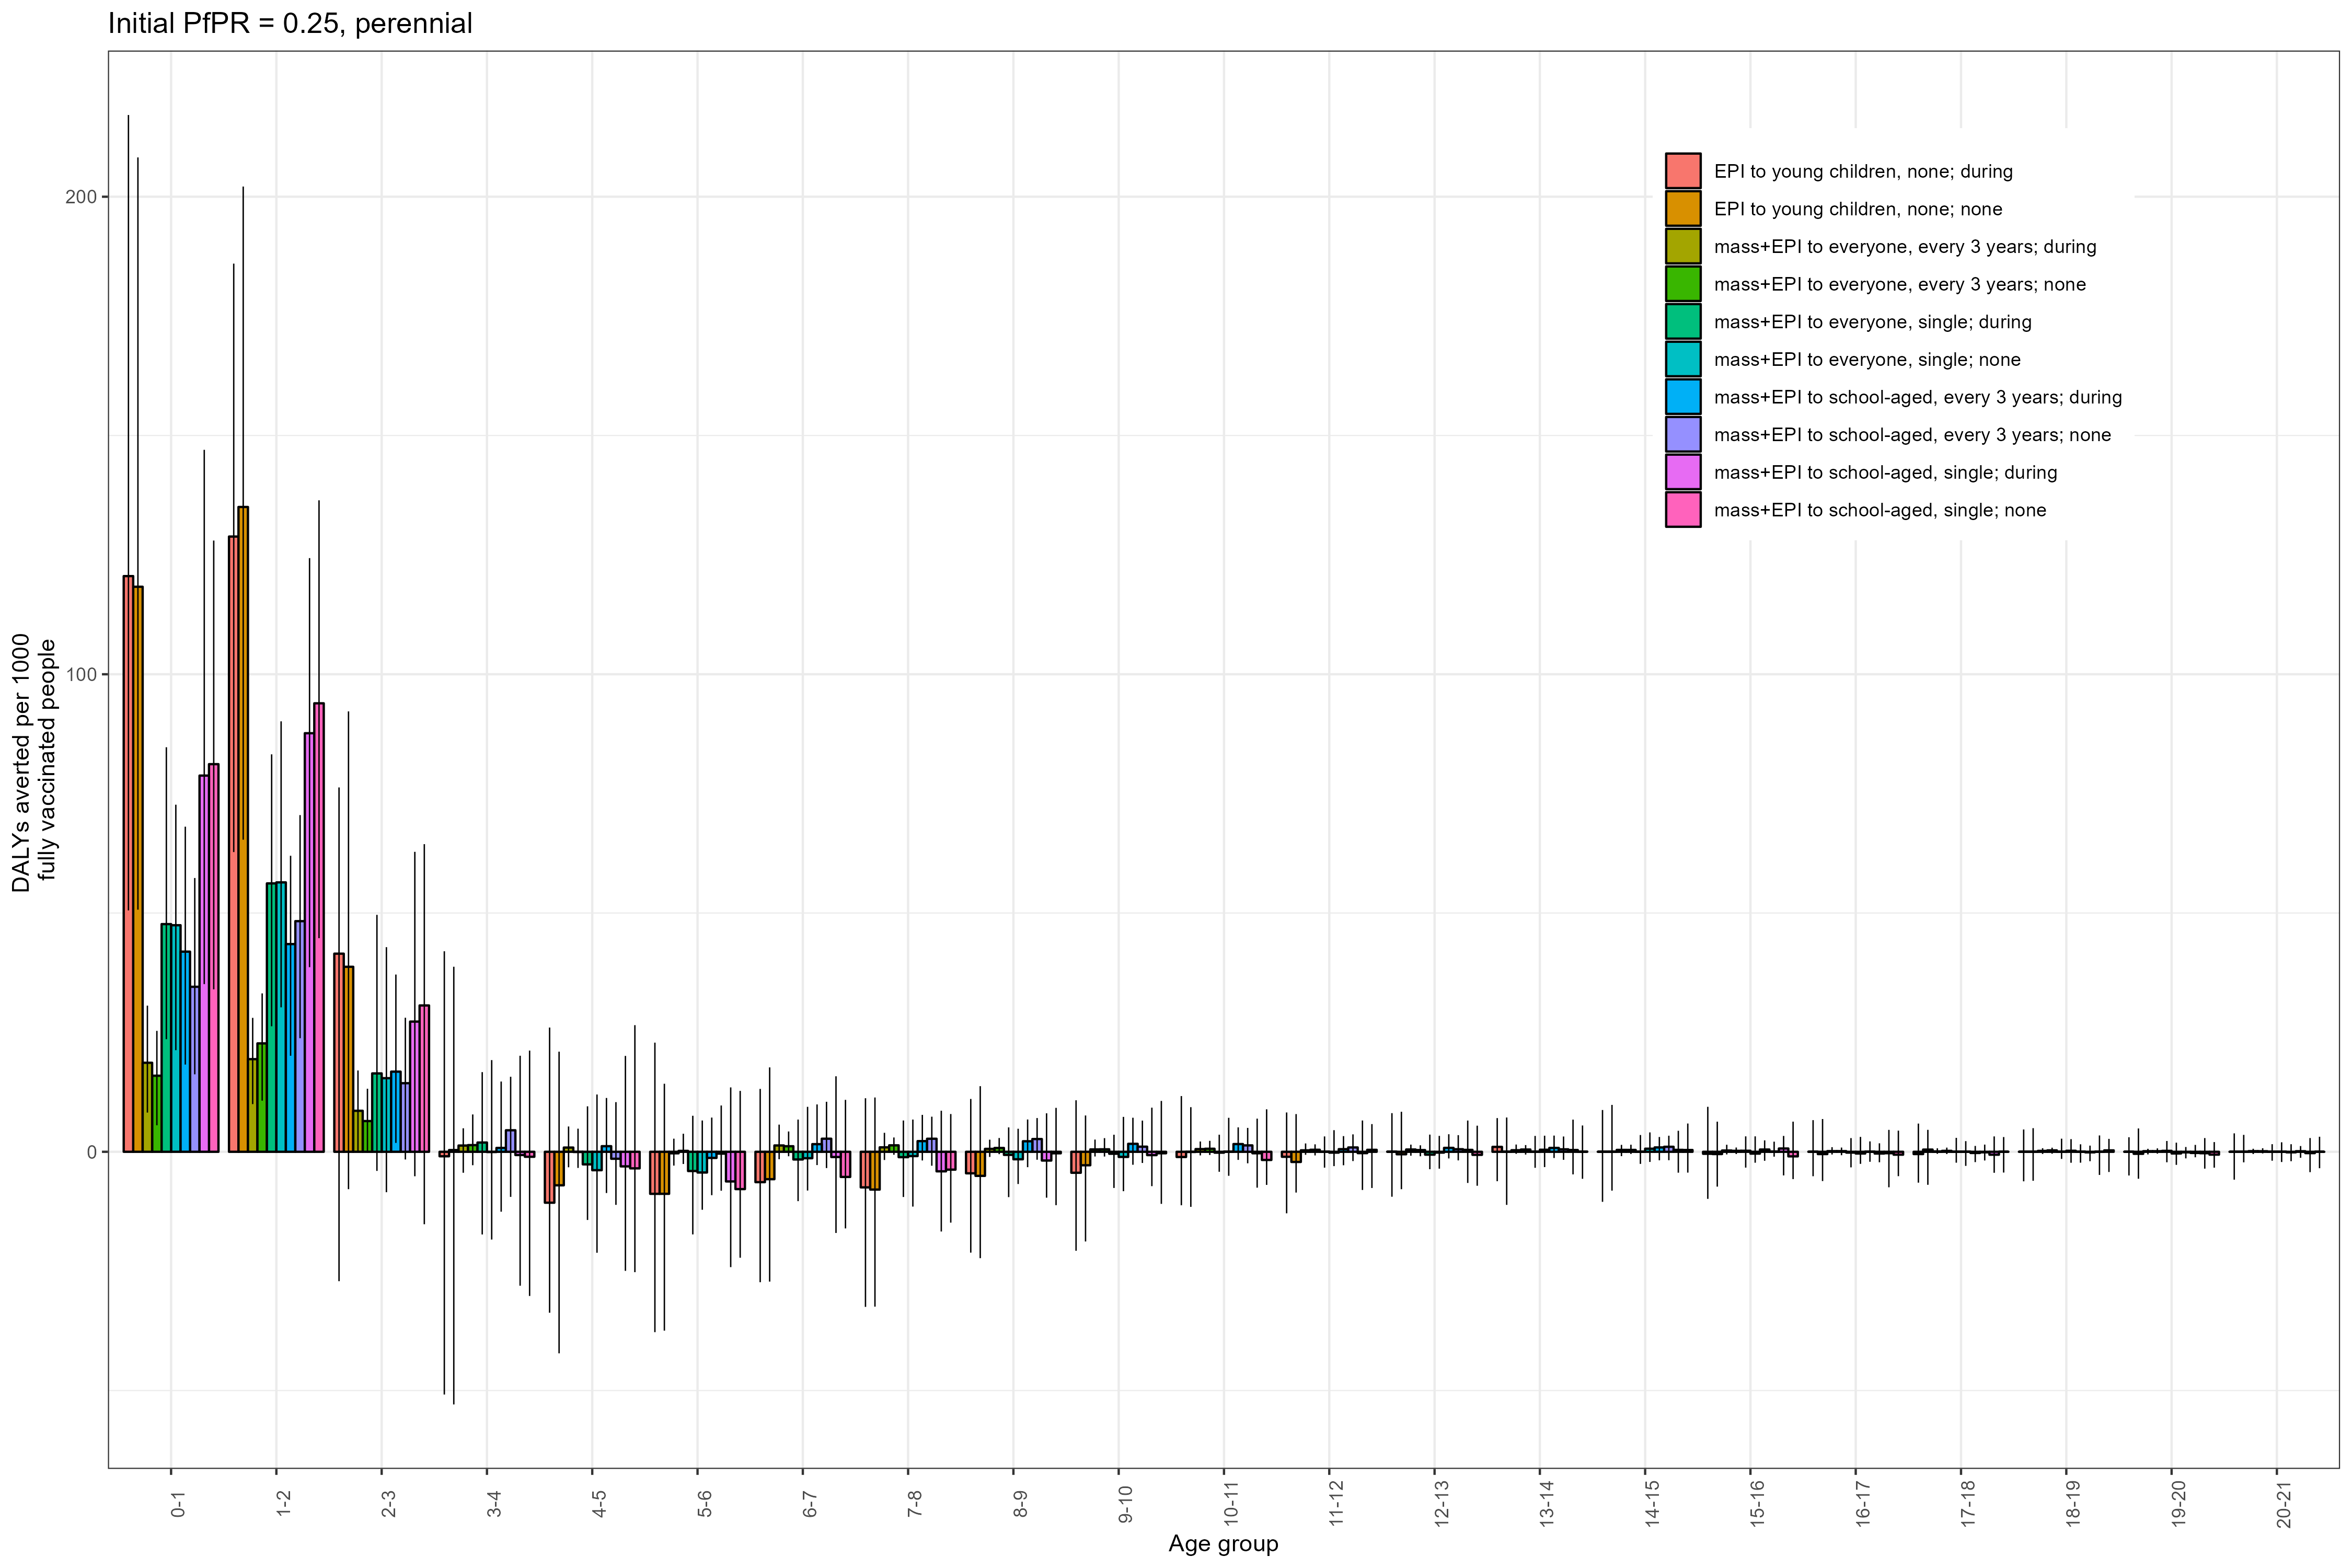 Initial PfPR = 0.25, perennial
DALYs averted per 1000
fully vaccinated people
200
100
0
EPI to young children, none; during
EPI to young children, none; none
mass+EPI to everyone, every 3 years; during
mass+EPI to everyone, every 3 years; none
mass+EPI to everyone, single; during
mass+EPI to everyone, single; none
mass+EPI to school-aged, every 3 years; during
mass+EPI to school-aged, every 3 years; none
mass+EPI to school-aged, single; during
mass+EPI to school-aged, single; none
0-1
1-2
2-3
3-4
4-5
5-6
6-7
7-8
8-9
9-10
10-11
11-12
12-13
13-14
14-15
15-16
16-17
17-18
18-19
19-20
20-21
Age group